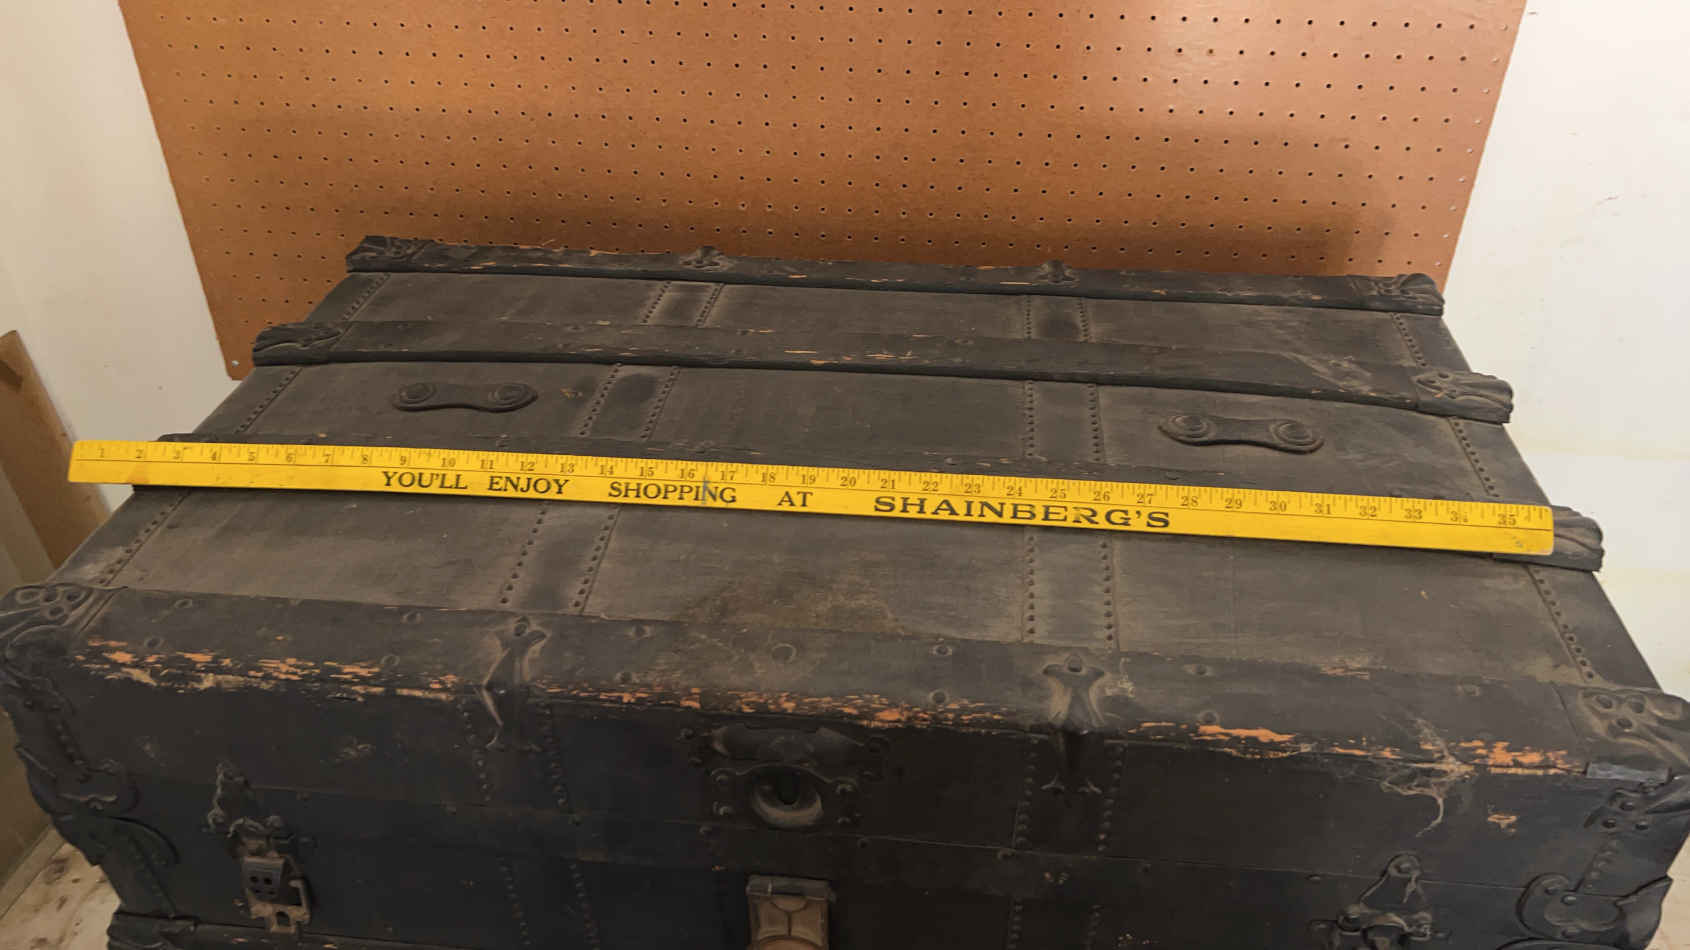 1 2 3 4 5 6 7 8 9 10 11 12 13 14 15 16 17 18 19 20 21 22 23 24 25 26 27 28 29 30 31 32 33 34 35
YOU'LL ENJOY SHOPPING AT SHAINBERG'S